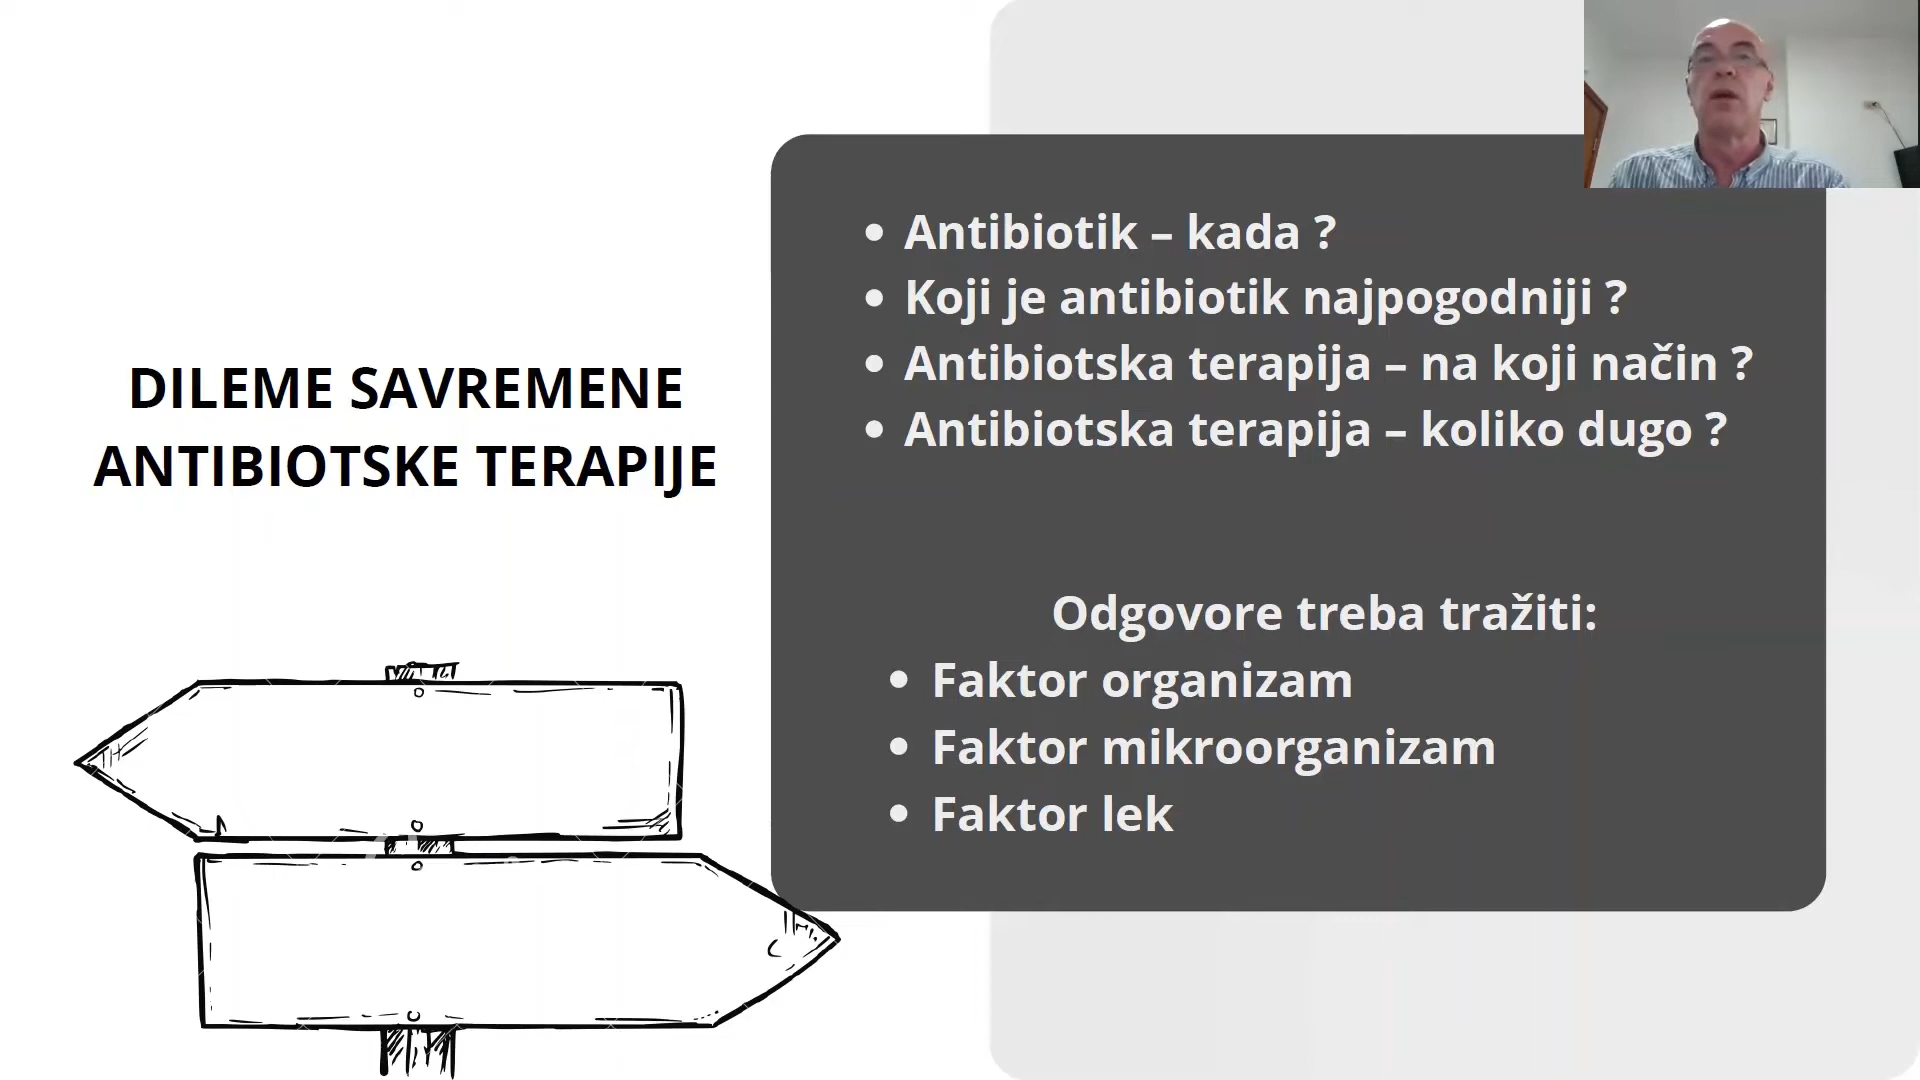 DILEME SAVREMENE
ANTIBIOTSKE TERAPIJE
• Antibiotik – kada ?
• Koji je antibiotik najpogodniji ?
• Antibiotska terapija – na koji način ?
• Antibiotska terapija – koliko dugo ?
Odgovore treba tražiti:
• Faktor organizam
• Faktor mikroorganizam
• Faktor lek